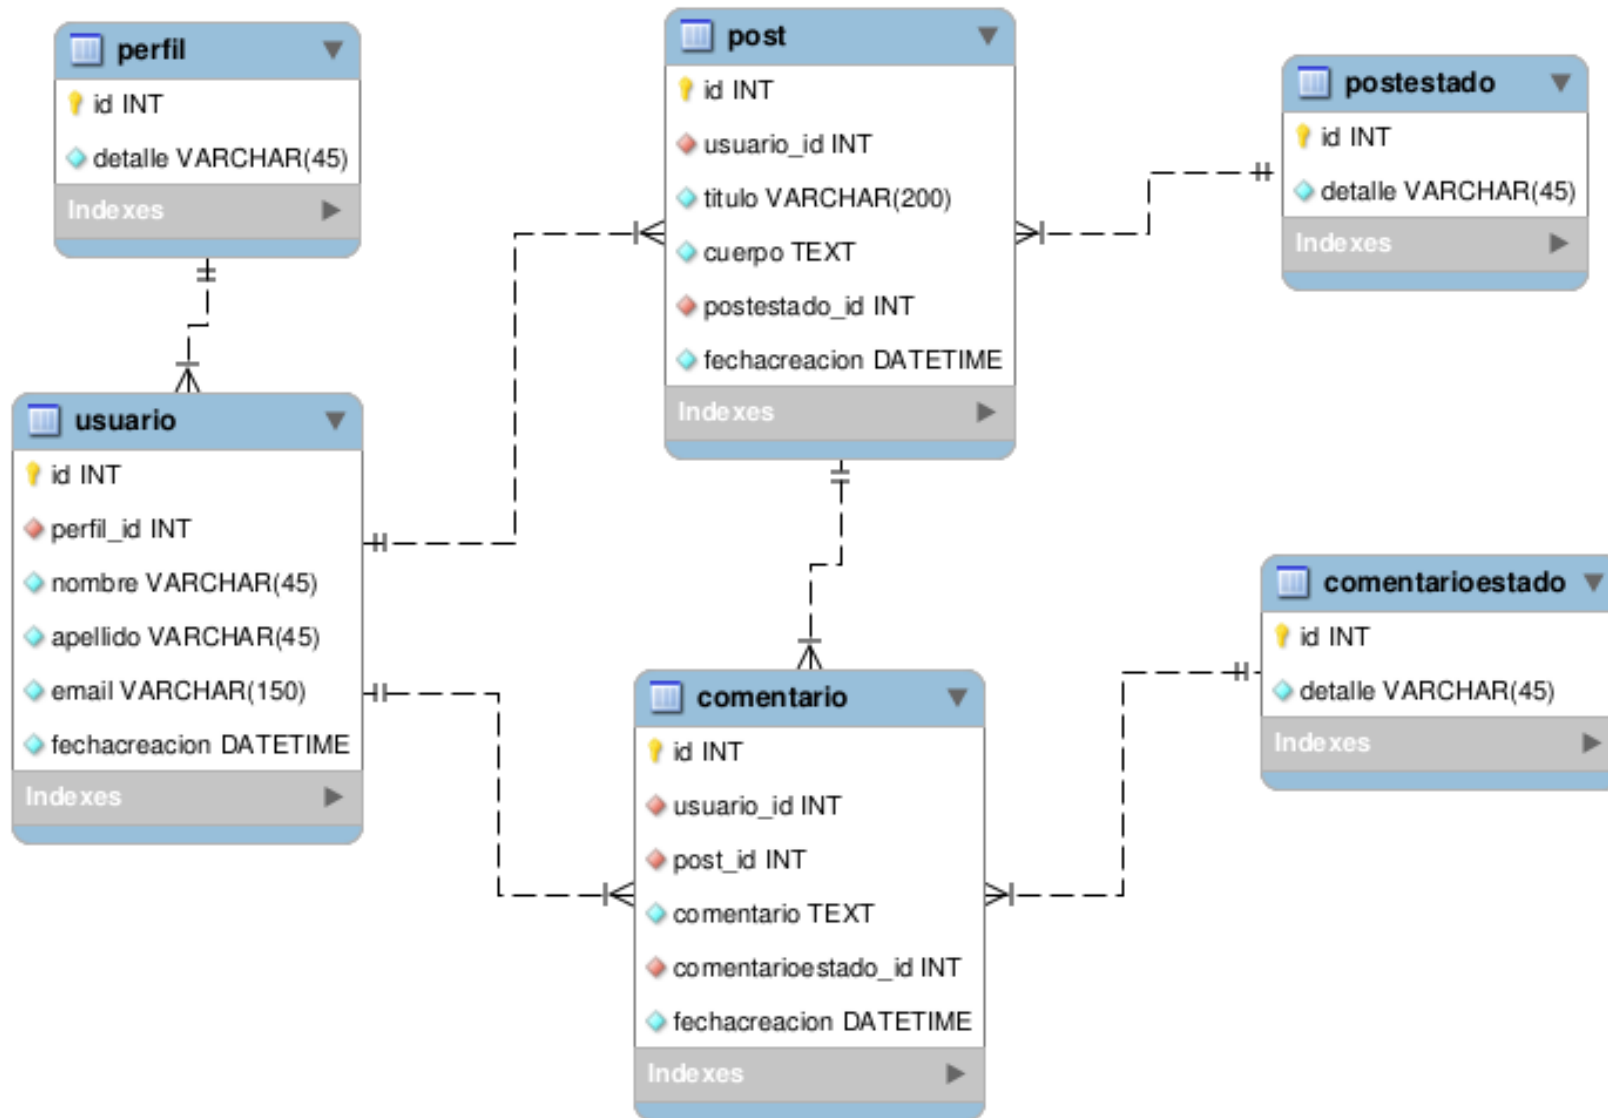 perfil
id INT
detalle VARCHAR(45)
Indexes
post
id INT
usuario_id INT
titulo VARCHAR(200)
cuerpo TEXT
postestado_id INT
fechacreacion DATETIME
Indexes
postestado
id INT
detalle VARCHAR(45)
Indexes
usuario
id INT
perfil_id INT
nombre VARCHAR(45)
apellido VARCHAR(45)
email VARCHAR(150)
fechacreacion DATETIME
Indexes
comentario
id INT
usuario_id INT
post_id INT
comentario TEXT
comentarioestado_id INT
fechacreacion DATETIME
Indexes
comentarioestado
id INT
detalle VARCHAR(45)
Indexes